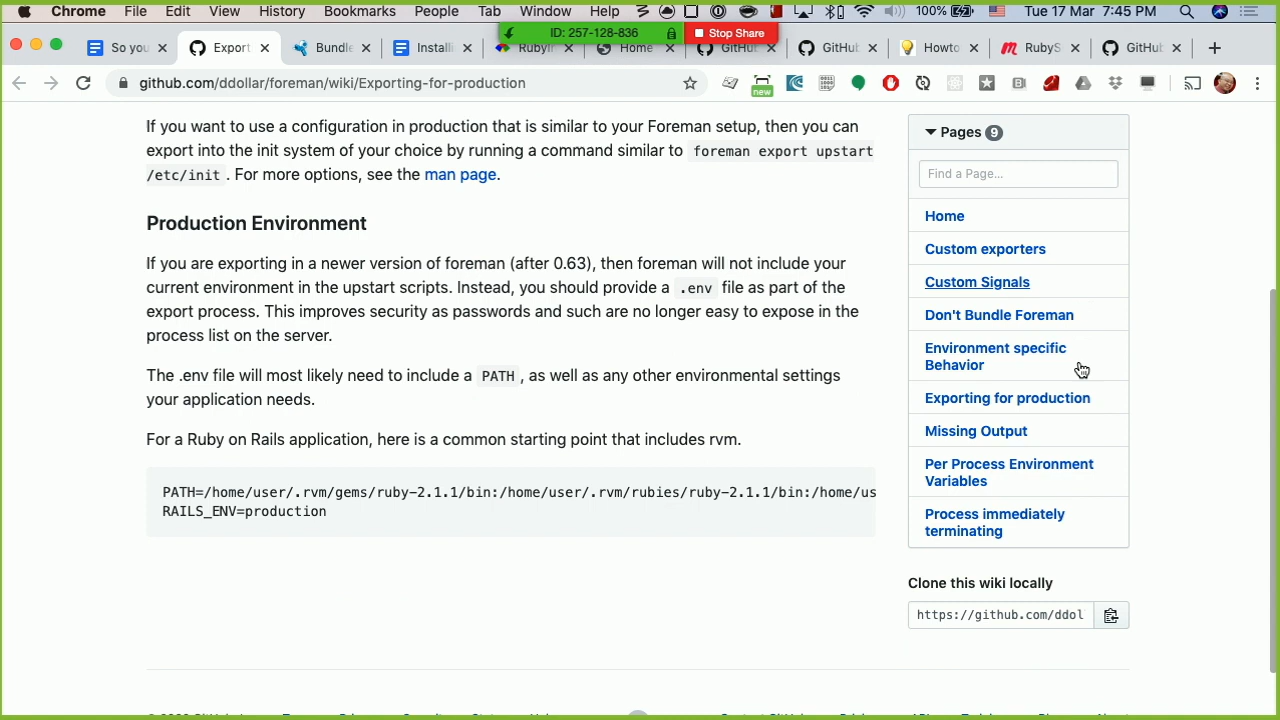 Chrome File Edit View History Bookmarks People Tab Window Help 100% Tue 17 Mar 7:45 PM
ID: 257-128-836 Stop Share
So you Export Bundle Install GitHub Howto RubyS GitHub
github.com/ddollar/foreman/wiki/Exporting-for-production
new
If you want to use a configuration in production that is similar to your Foreman setup, then you can
export into the init system of your choice by running a command similar to foreman export upstart
/etc/init . For more options, see the man page.
Production Environment
If you are exporting in a newer version of foreman (after 0.63), then foreman will not include your
current environment in the upstart scripts. Instead, you should provide a .env file as part of the
export process. This improves security as passwords and such are no longer easy to expose in the
process list on the server.
The .env file will most likely need to include a PATH , as well as any other environmental settings
your application needs.
For a Ruby on Rails application, here is a common starting point that includes rvm.
PATH=/home/user/.rvm/gems/ruby-2.1.1/bin:/home/user/.rvm/rubies/ruby-2.1.1/bin:/home/us
RAILS_ENV=production
Pages 9
Find a Page...
Home
Custom exporters
Custom Signals
Don't Bundle Foreman
Environment specific
Behavior
Exporting for production
Missing Output
Per Process Environment
Variables
Process immediately
terminating
Clone this wiki locally
https://github.com/ddol